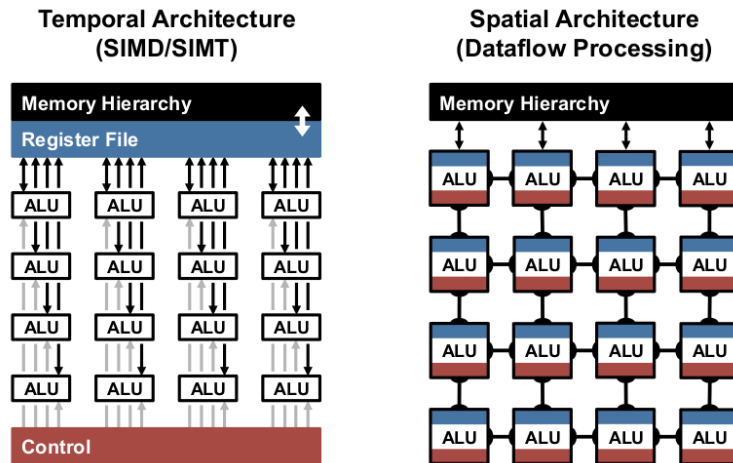 Temporal Architecture
(SIMD/SIMT)
Memory Hierarchy
Register File
ALU ALU ALU ALU
ALU ALU ALU ALU
ALU ALU ALU ALU
ALU ALU ALU ALU
Control
Spatial Architecture
(Dataflow Processing)
Memory Hierarchy
ALU ALU ALU ALU
ALU ALU ALU ALU
ALU ALU ALU ALU
ALU ALU ALU ALU